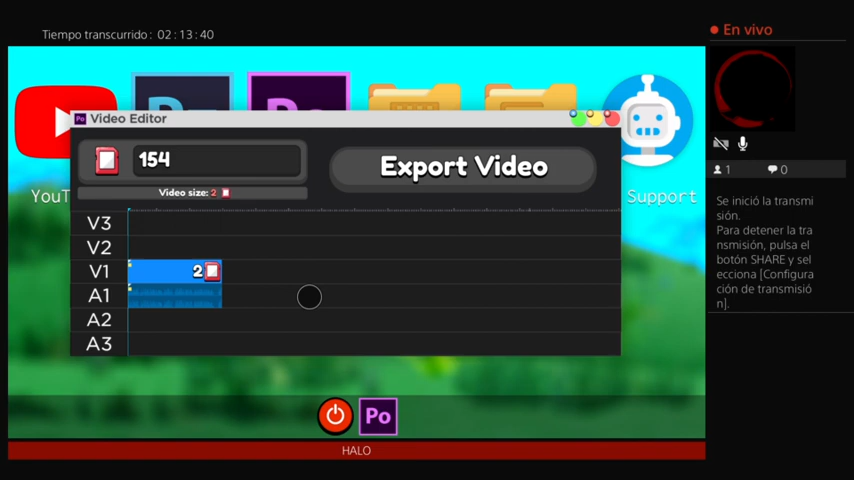 Tiempo transcurrido: 02:13:40
En vivo
Po Video Editor
154
Export Video
Video size: 2
YouT
Support
V3
V2
V1
2
A1
A2
A3
1
0
Se inició la transmi
sión.
Para detener la tra
nsmisión, pulsa el
botón SHARE y sel
ecciona [Configura
ción de transmisió
n].
Po
HALO